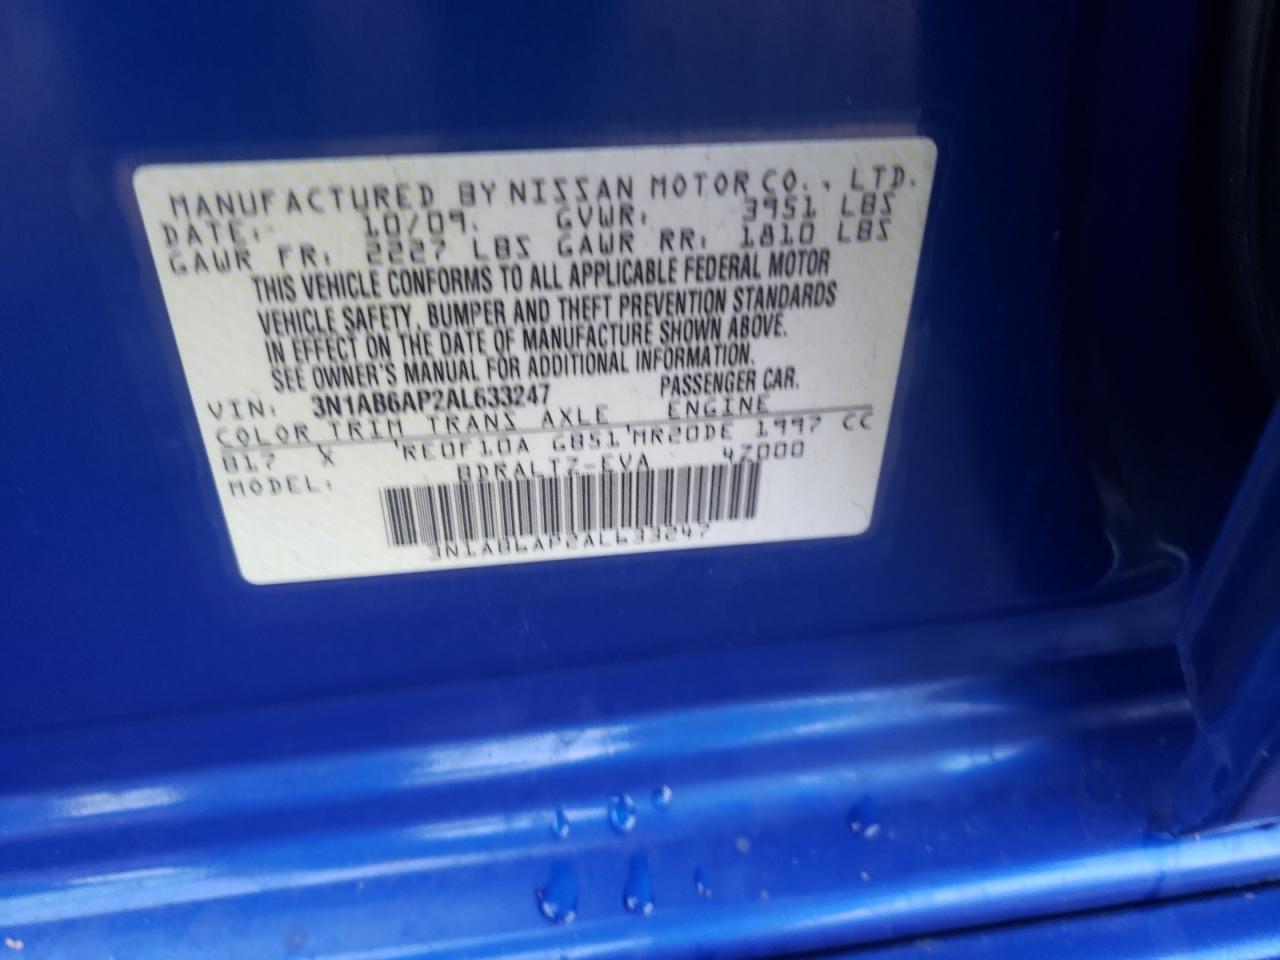 MANUFACTURED BY NISSAN MOTOR CO., LTD.
DATE: 10/09. GVWR: 3951 LBS
GAWR FR: 2227 LBS GAWR RR: 1810 LBS
THIS VEHICLE CONFORMS TO ALL APPLICABLE FEDERAL MOTOR
VEHICLE SAFETY, BUMPER AND THEFT PREVENTION STANDARDS
IN EFFECT ON THE DATE OF MANUFACTURE SHOWN ABOVE.
SEE OWNER'S MANUAL FOR ADDITIONAL INFORMATION.
VIN: 3N1AB6AP2AL633247 PASSENGER CAR.
COLOR TRIM TRANS AXLE ENGINE
B17 X RE0F10A GB51 MR20DE 1997 CC
MODEL: BDRALTZ-EVA 4Z000
3N1AB6AP2AL633247